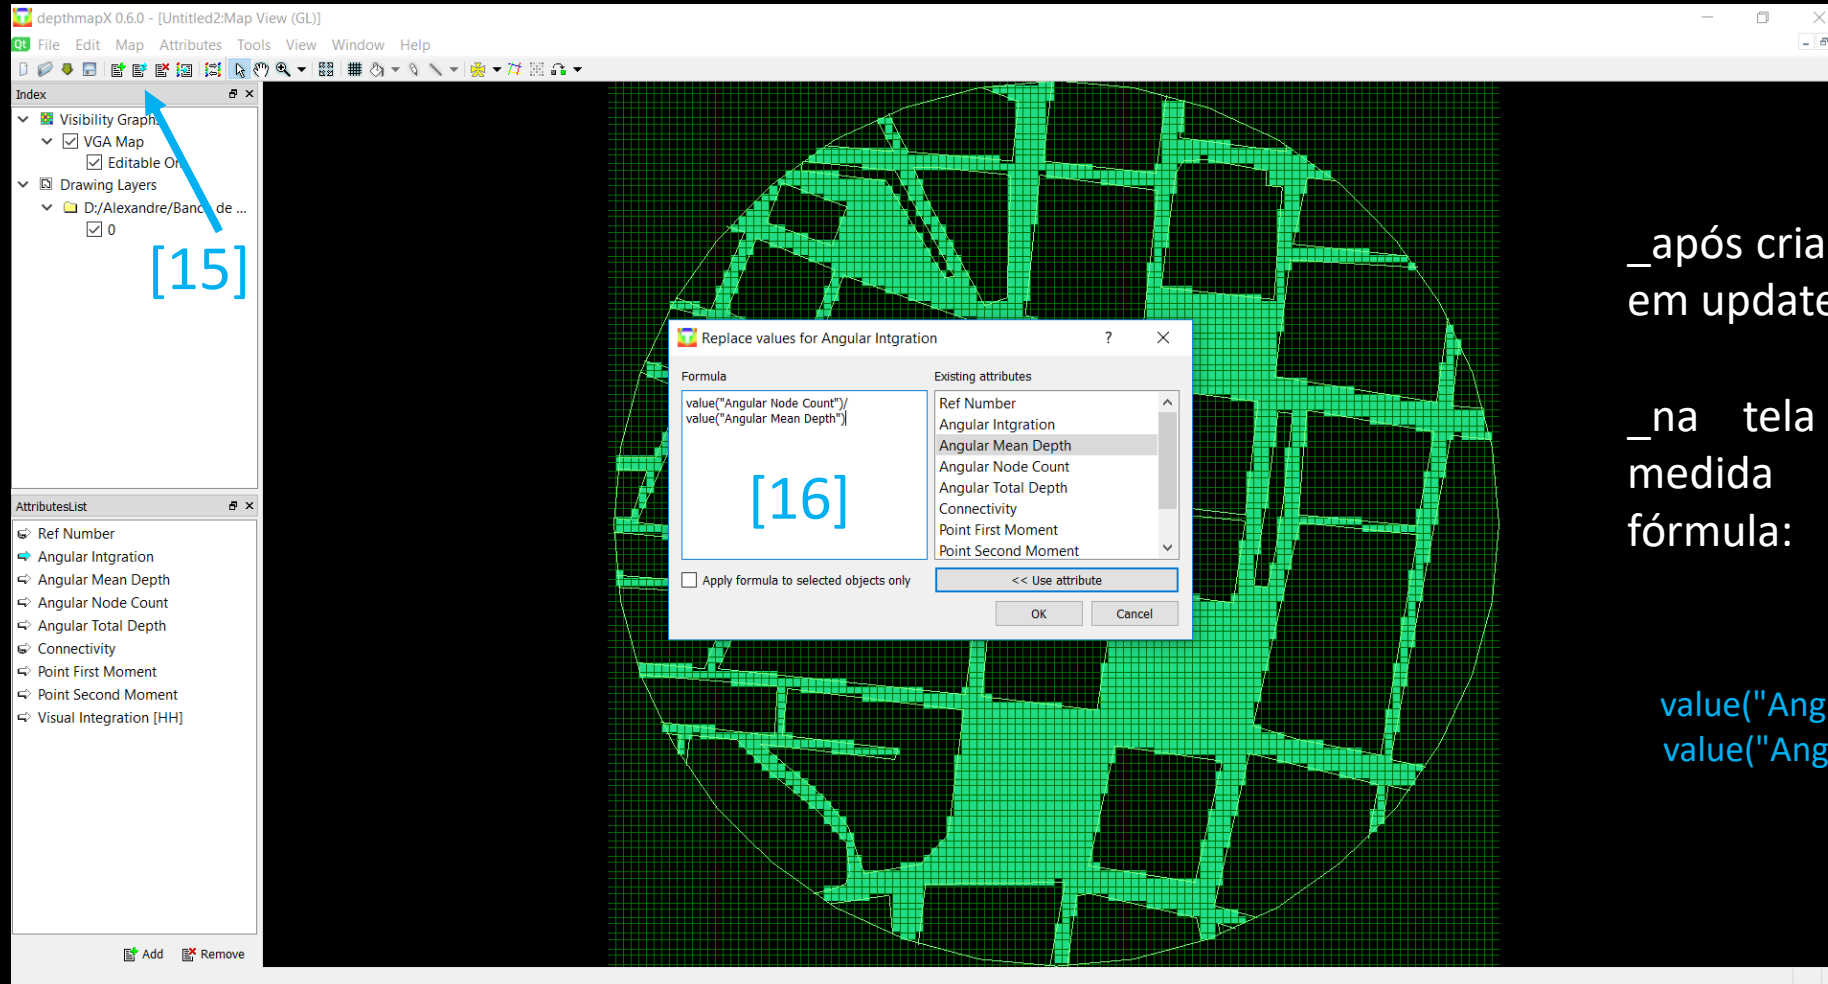 depthmapX 0.6.0 - [Untitled2:Map View (GL)]
Qt File Edit Map Attributes Tools View Window Help
Index
Visibility Graphs
VGA Map
Editable On
Drawing Layers
D:/Alexandre/Banco de ...
0
[15]
AttributesList
Ref Number
Angular Intgration
Angular Mean Depth
Angular Node Count
Angular Total Depth
Connectivity
Point First Moment
Point Second Moment
Visual Integration [HH]
Add Remove
Replace values for Angular Intgration ?
Formula
value("Angular Node Count")/
value("Angular Mean Depth")
[16]
Existing attributes
Ref Number
Angular Intgration
Angular Mean Depth
Angular Node Count
Angular Total Depth
Connectivity
Point First Moment
Point Second Moment
Apply formula to selected objects only
<< Use attribute
OK Cancel
_após cria
em update
_na tela
medida
fórmula:
value("Ang
value("Ang